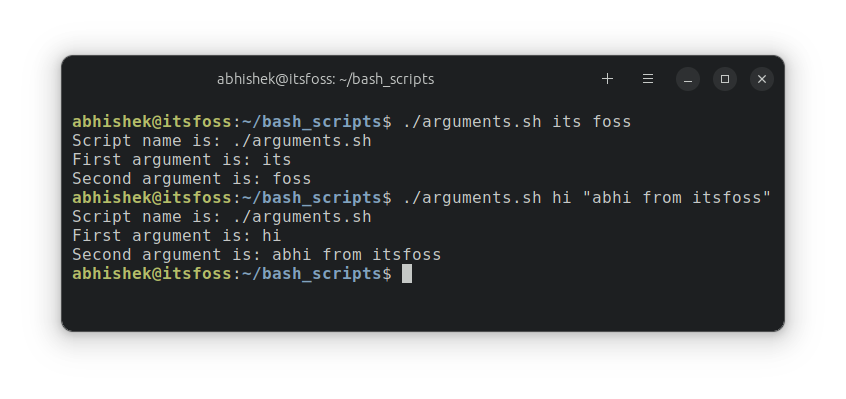 abhishek@itsfoss: ~/bash_scripts
abhishek@itsfoss:~/bash_scripts$ ./arguments.sh its foss
Script name is: ./arguments.sh
First argument is: its
Second argument is: foss
abhishek@itsfoss:~/bash_scripts$ ./arguments.sh hi "abhi from itsfoss"
Script name is: ./arguments.sh
First argument is: hi
Second argument is: abhi from itsfoss
abhishek@itsfoss:~/bash_scripts$